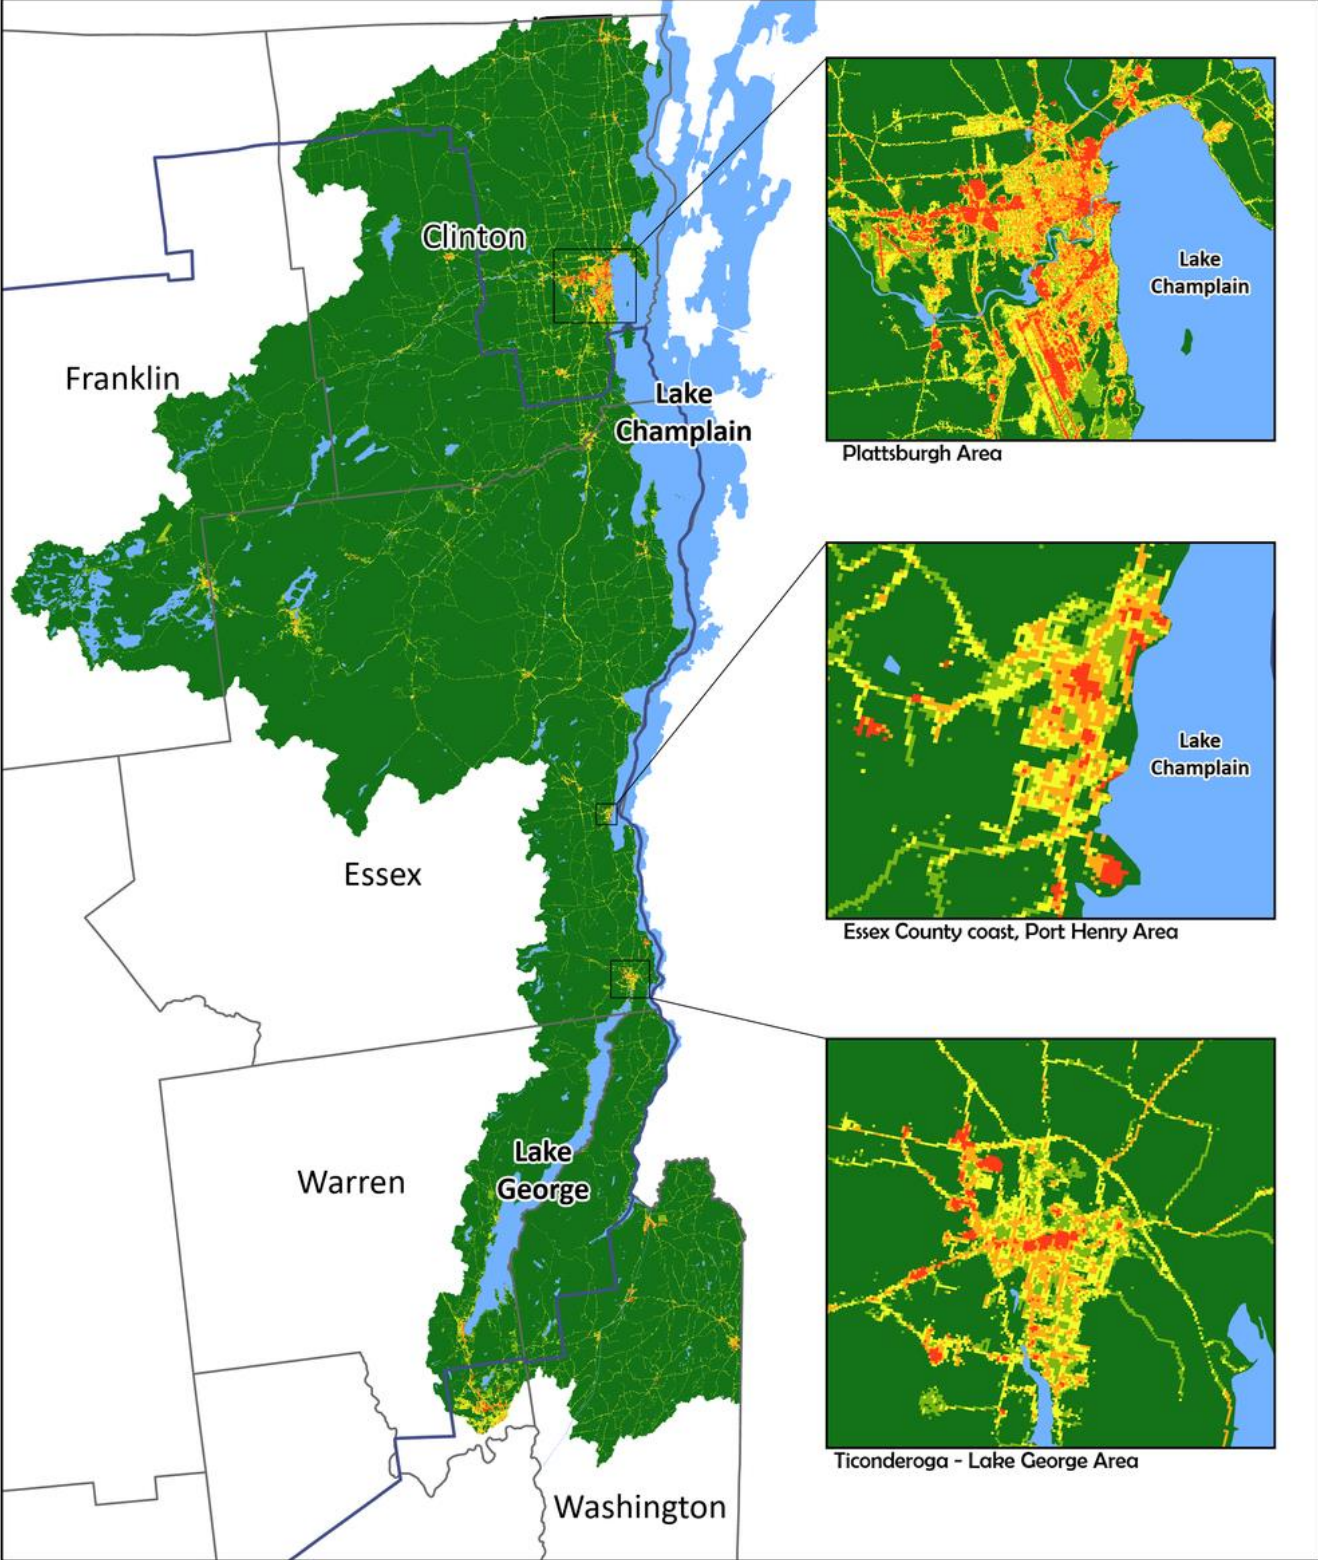 Clinton
Franklin
Lake
Champlain
Essex
Lake
George
Warren
Washington
Lake
Champlain
Plattsburgh Area
Lake
Champlain
Essex County coast, Port Henry Area
Ticonderoga - Lake George Area